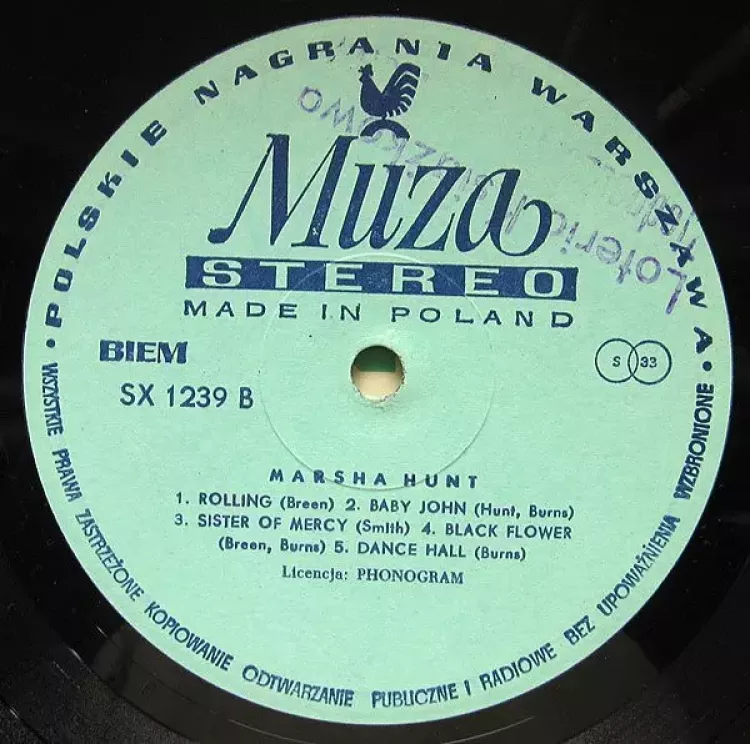 POLSKIE NAGRANIA WARSZAWA
Muza
STEREO
MADE IN POLAND
BIEM
S 33
SX 1239 B
MARSHA HUNT
1. ROLLING (Breen) 2. BABY JOHN (Hunt, Burns)
3. SISTER OF MERCY (Smith) 4. BLACK FLOWER
(Breen, Burns) 5. DANCE HALL (Burns)
Licencja: PHONOGRAM
WSZYSTKIE PRAWA ZASTRZEŻONE KOPIOWANIE ODTWARZANIE PUBLICZNE I RADIOWE BEZ UPOWAŻNIENIA WZBRONIONE
Loteria Książkowa